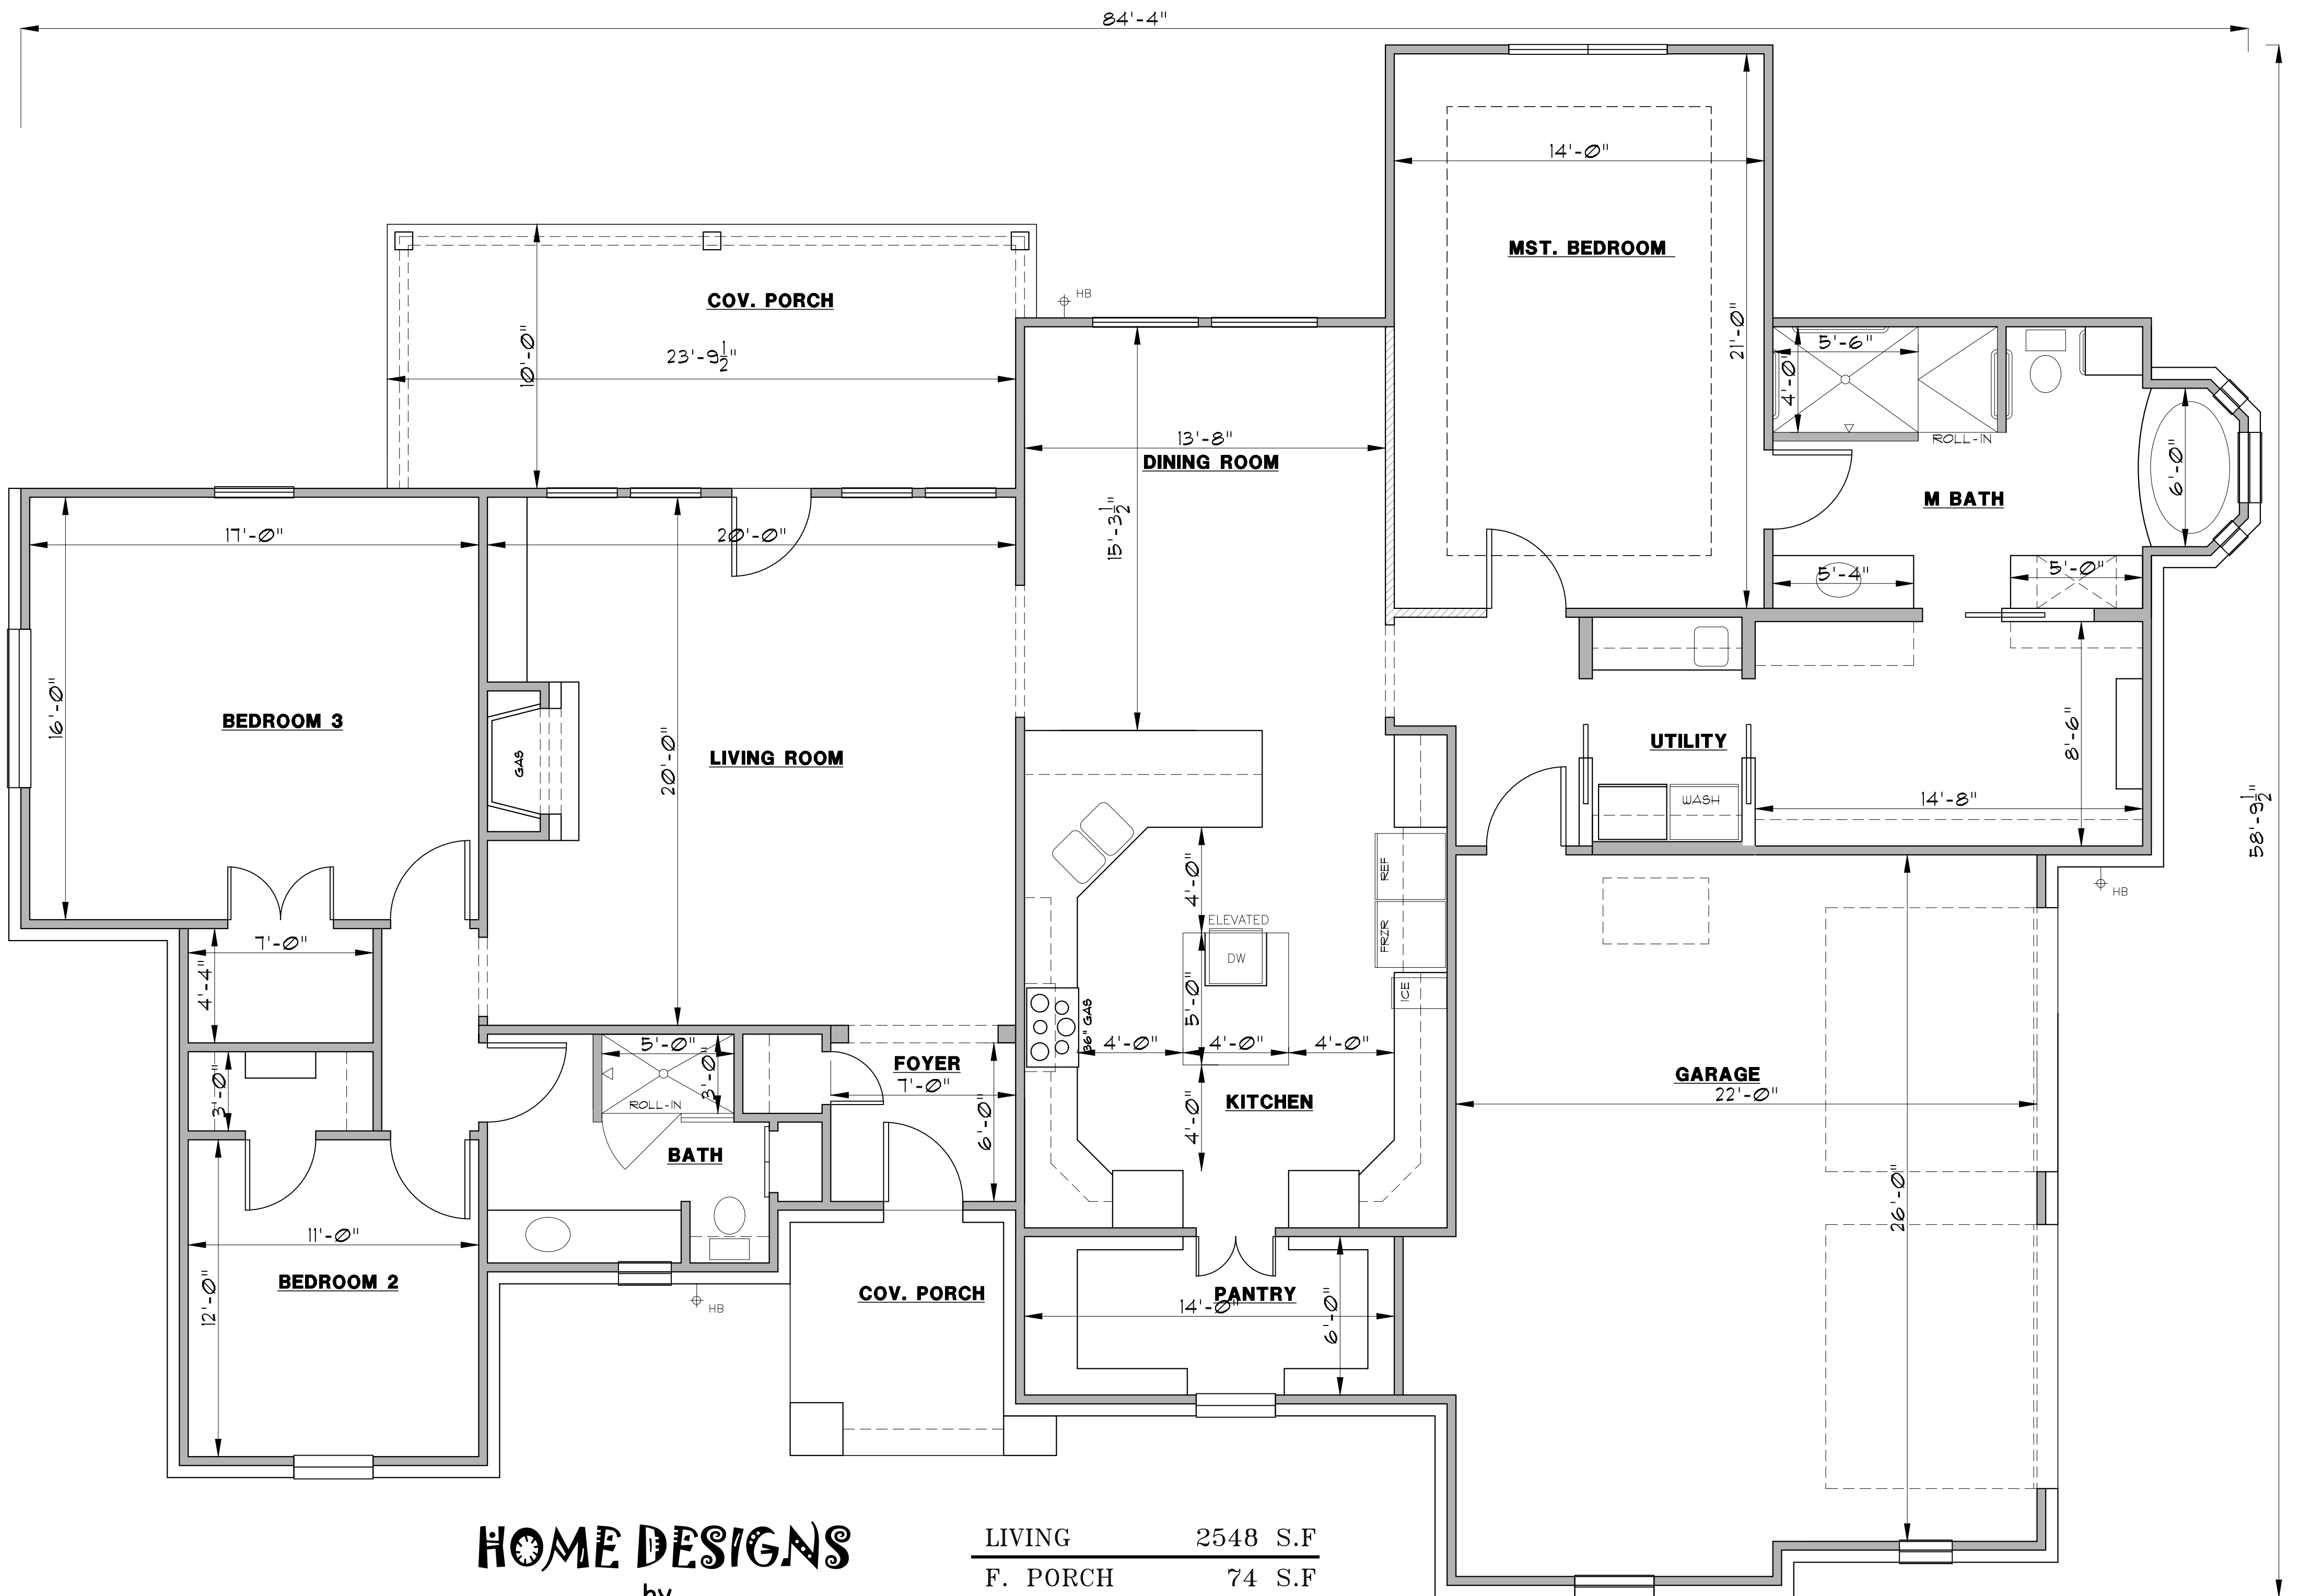 84'-4"
14'-0"
MST. BEDROOM
21'-0"
COV. PORCH
HB
10'-0"
23'-9 1/2"
5'-6"
4'-0"
ROLL-IN
6'-0"
M BATH
13'-8"
DINING ROOM
15'-3 1/2"
17'-0"
20'-0"
5'-4"
5'-0"
16'-0"
BEDROOM 3
GAS
LIVING ROOM
20'-0"
UTILITY
8'-6"
WASH
14'-8"
58'-9 1/2"
HB
4'-0"
REF
ELEVATED
FRZR
DW
ICE
7'-0"
4'-4"
36" GAS
5'-0"
4'-0"
4'-0"
4'-0"
5'-0"
3'-0"
FOYER
7'-0"
3'-0"
ROLL-IN
6'-0"
4'-0"
KITCHEN
GARAGE
22'-0"
BATH
26'-0"
11'-0"
BEDROOM 2
12'-0"
HB
COV. PORCH
PANTRY
14'-0"
6'-0"
HOME DESIGNS
by
LIVING 2548 S.F
F. PORCH 74 S.F